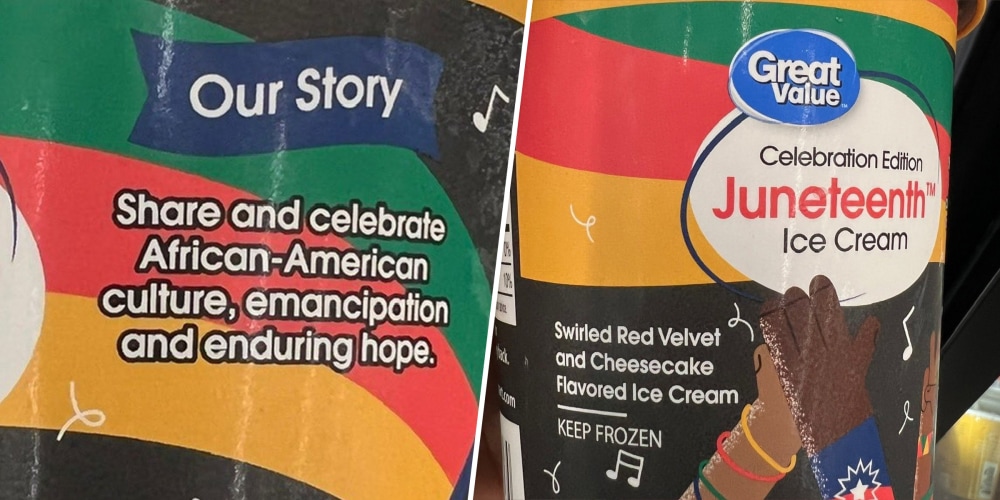 Our Story
Share and celebrate
African-American
culture, emancipation
and enduring hope.
Great
Value™
Celebration Edition
Juneteenth™
Ice Cream
Swirled Red Velvet
and Cheesecake
Flavored Ice Cream
KEEP FROZEN